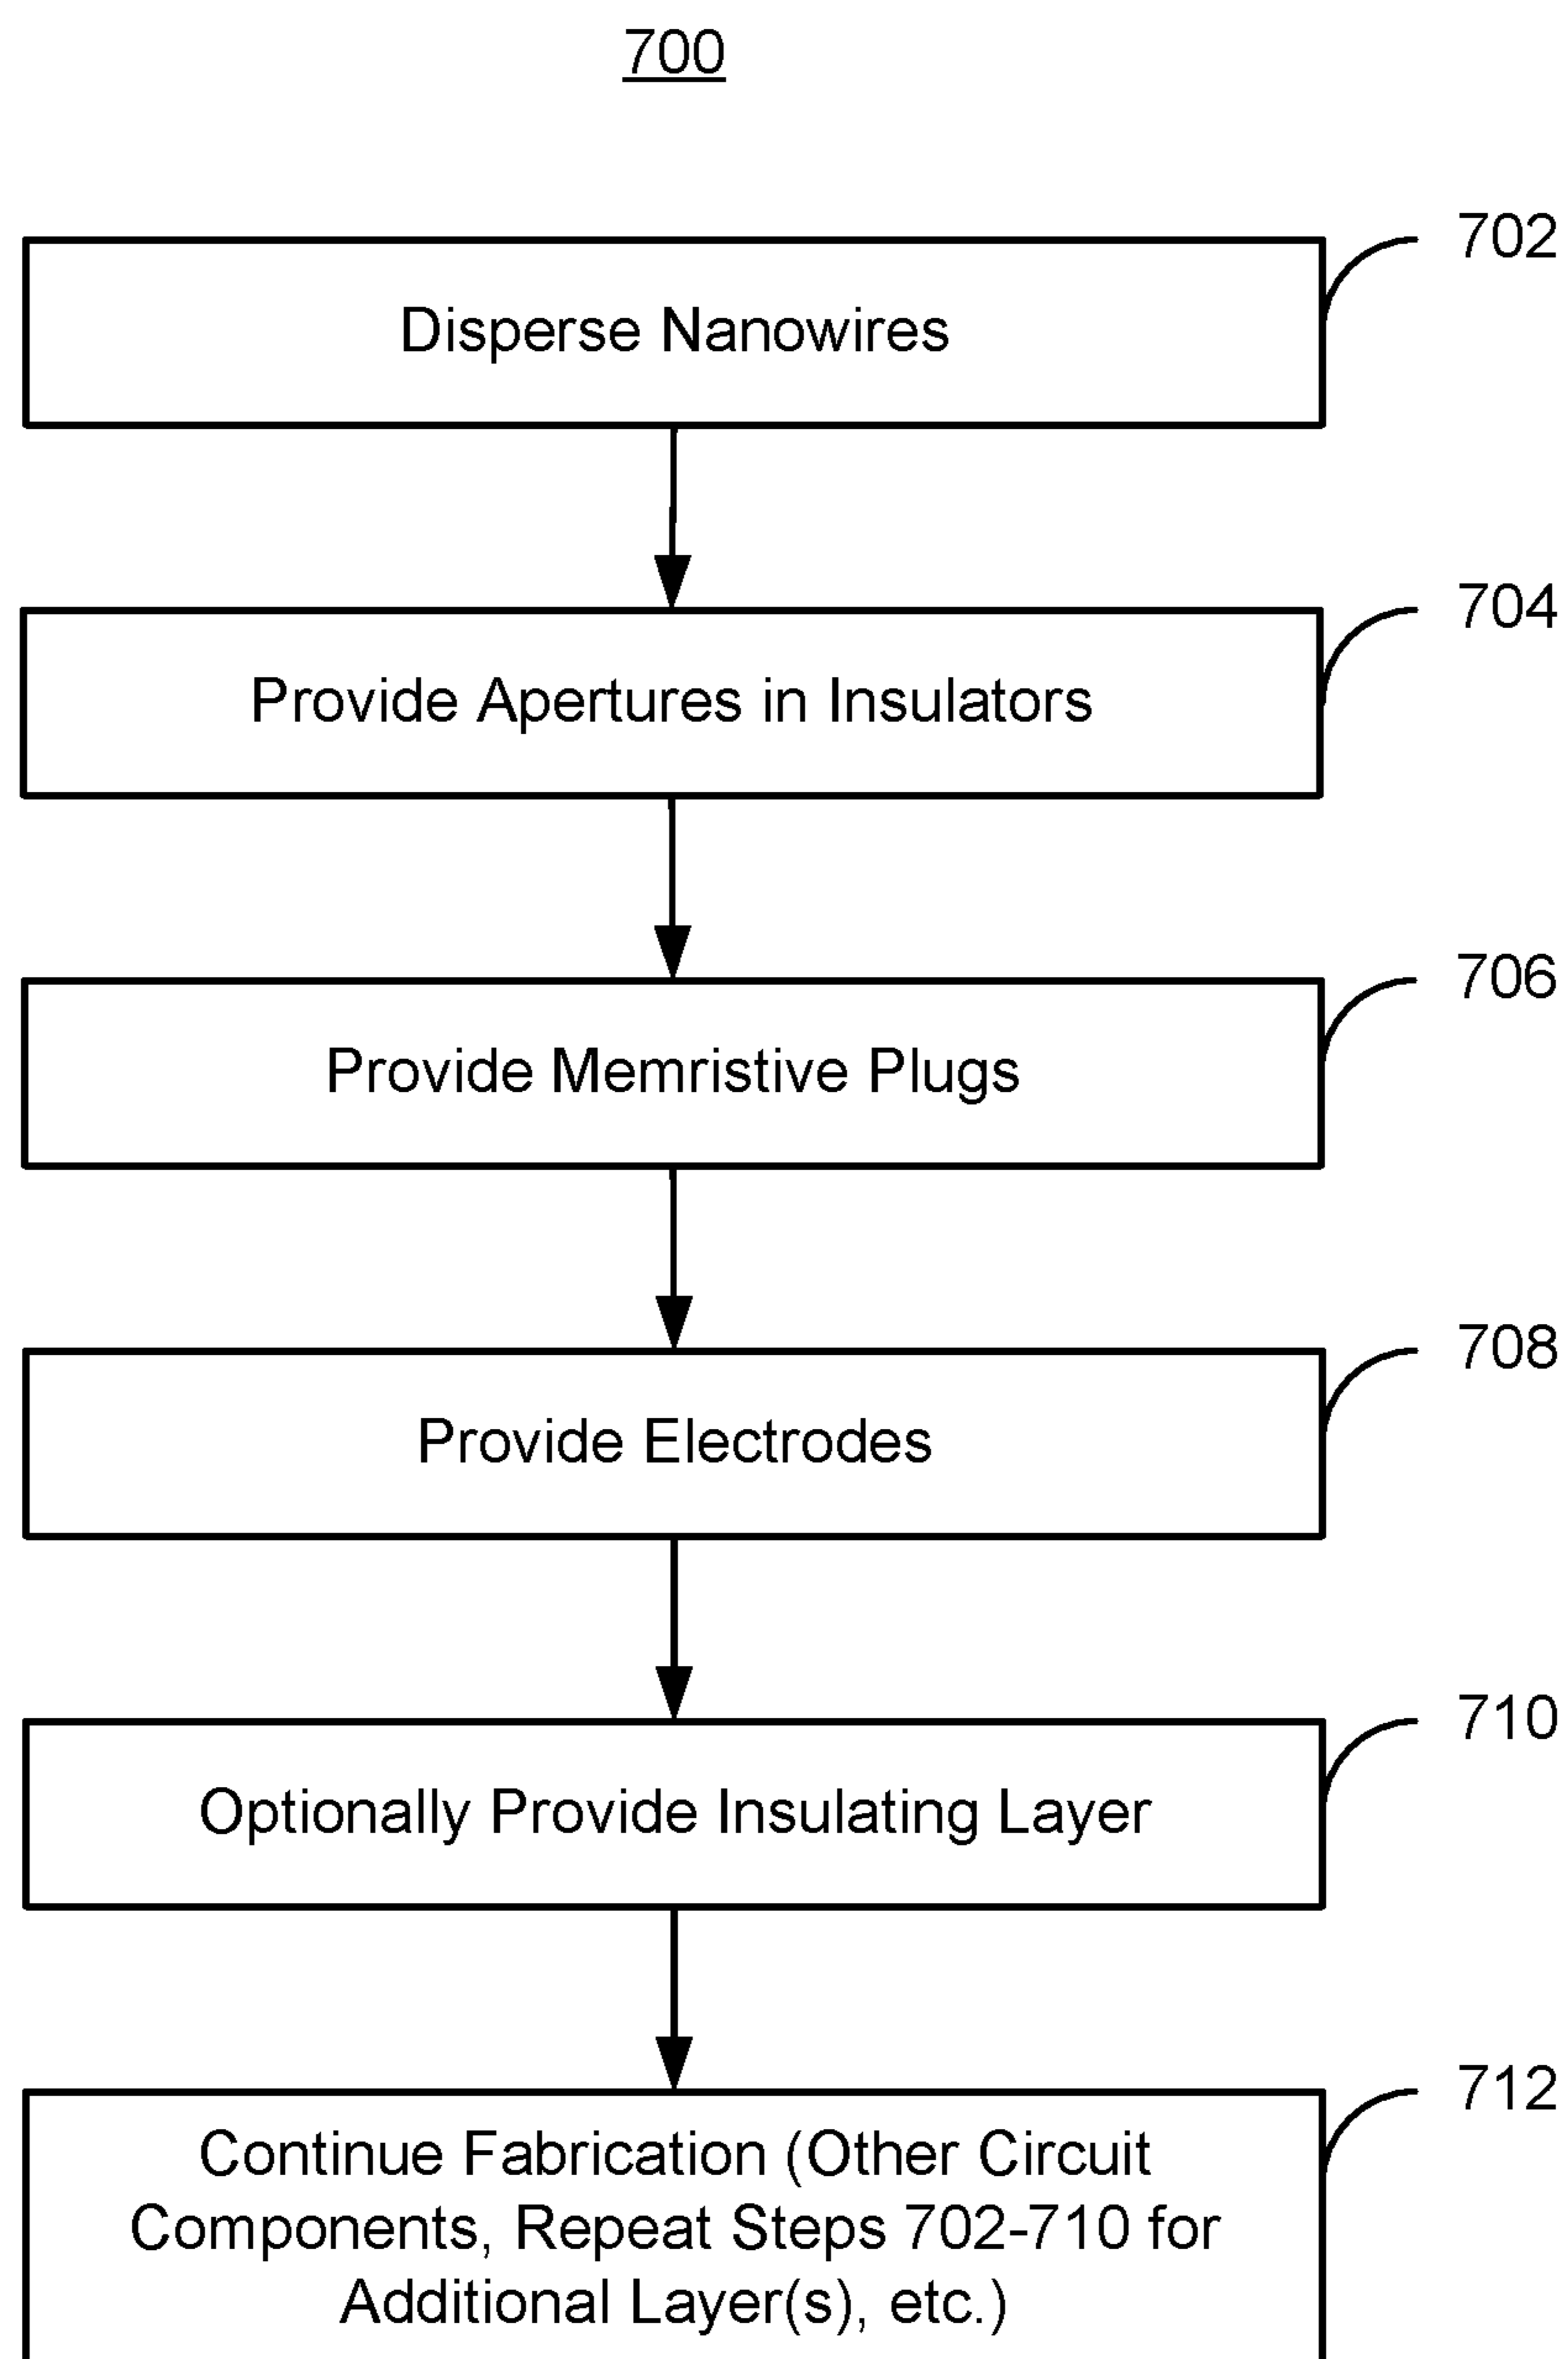 700
702
Disperse Nanowires
704
Provide Apertures in Insulators
706
Provide Memristive Plugs
708
Provide Electrodes
710
Optionally Provide Insulating Layer
712
Continue Fabrication (Other Circuit
Components, Repeat Steps 702-710 for
Additional Layer(s), etc.)